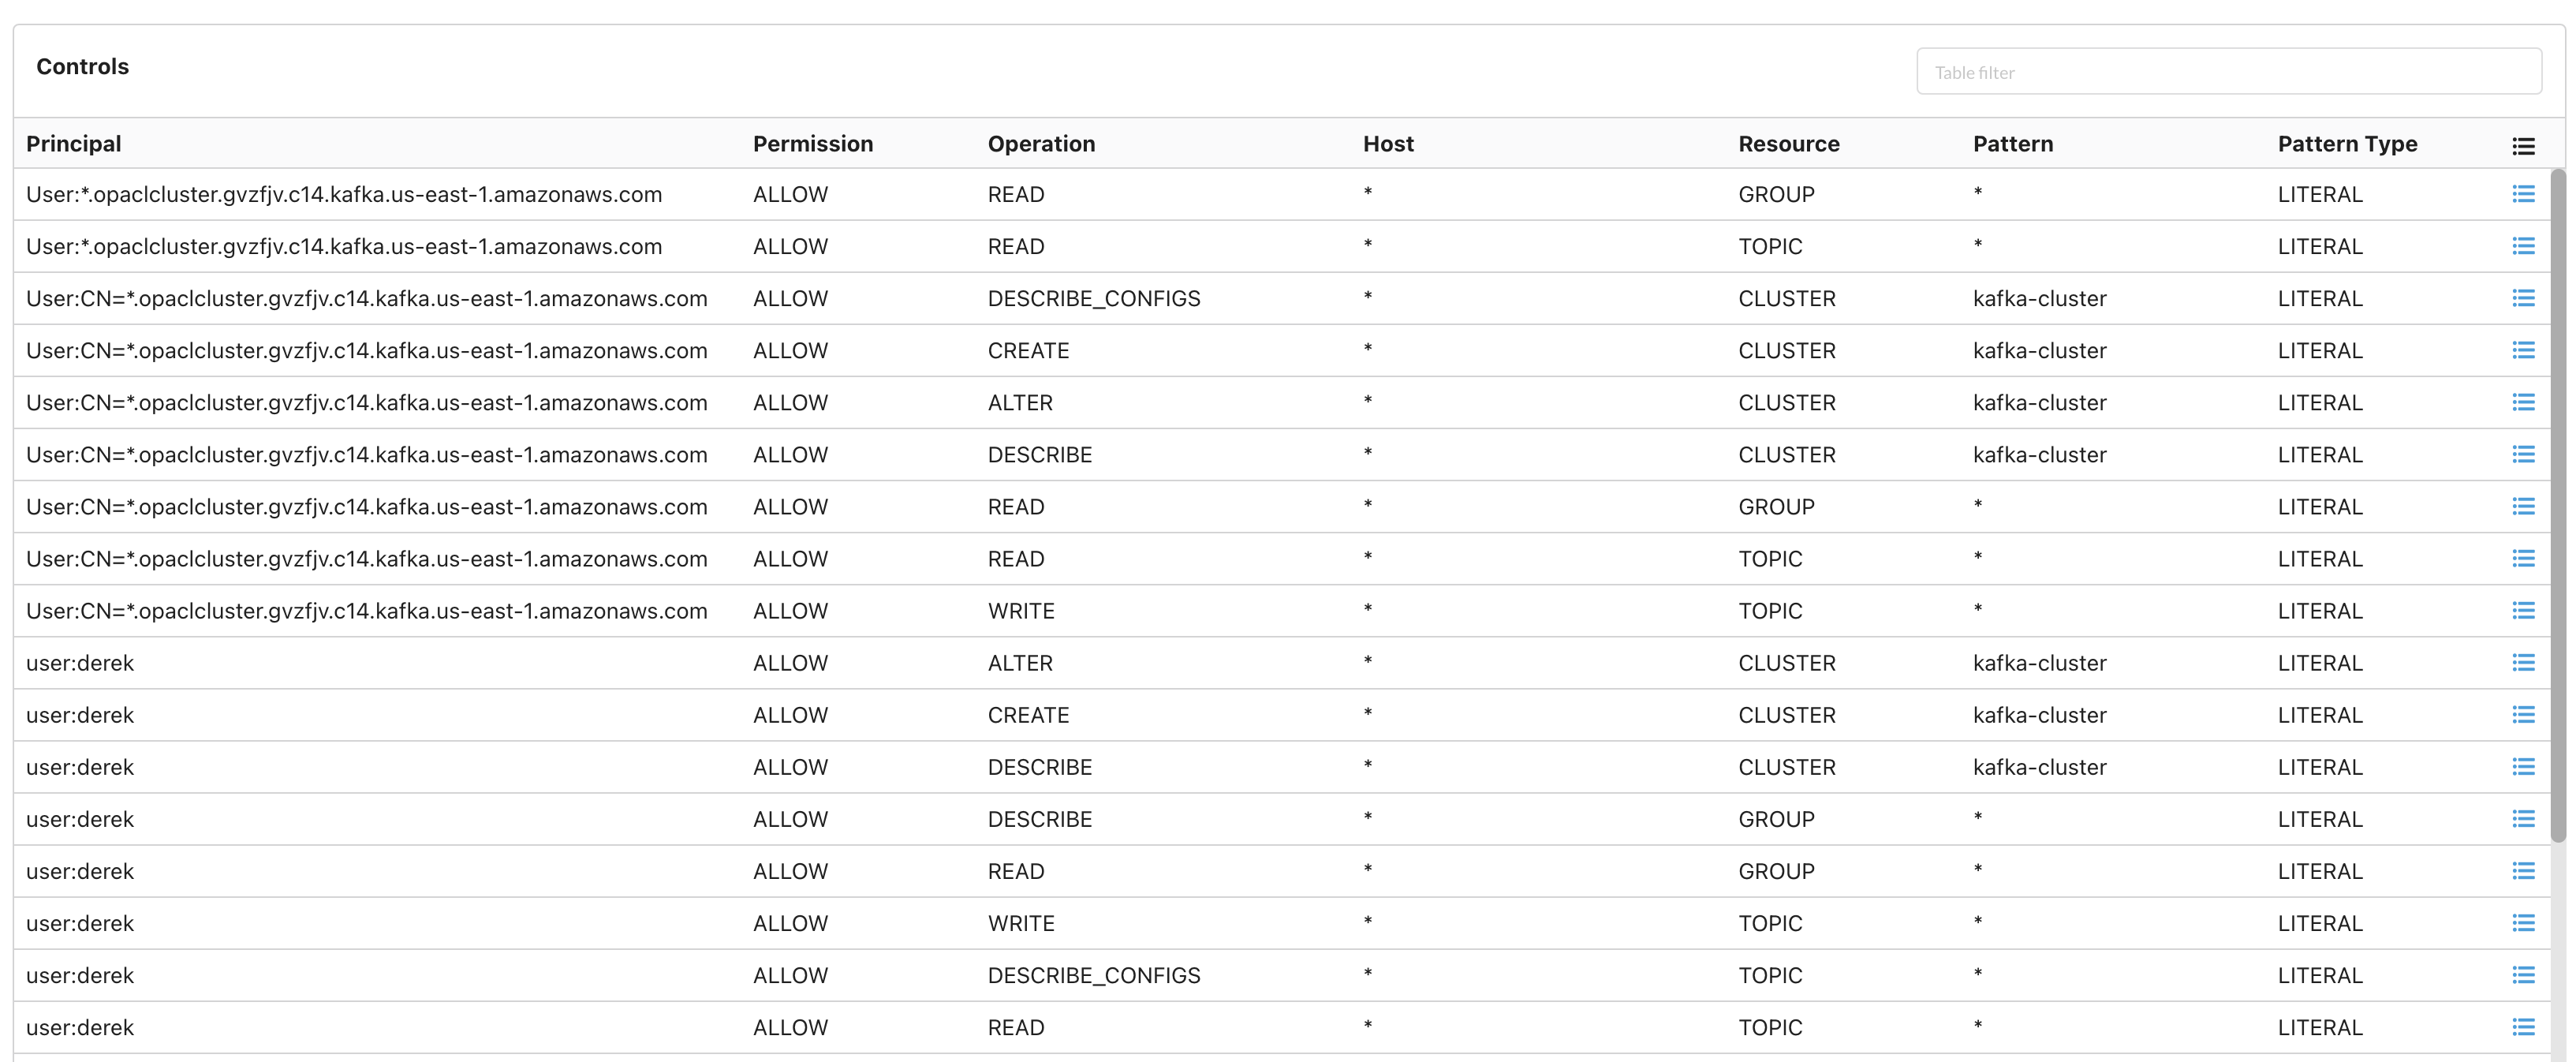 Controls
Table filter
Principal Permission Operation Host Resource Pattern Pattern Type
User:*.opaclcluster.gvzfjv.c14.kafka.us-east-1.amazonaws.com ALLOW READ * GROUP * LITERAL
User:*.opaclcluster.gvzfjv.c14.kafka.us-east-1.amazonaws.com ALLOW READ * TOPIC * LITERAL
User:CN=*.opaclcluster.gvzfjv.c14.kafka.us-east-1.amazonaws.com ALLOW DESCRIBE_CONFIGS * CLUSTER kafka-cluster LITERAL
User:CN=*.opaclcluster.gvzfjv.c14.kafka.us-east-1.amazonaws.com ALLOW CREATE * CLUSTER kafka-cluster LITERAL
User:CN=*.opaclcluster.gvzfjv.c14.kafka.us-east-1.amazonaws.com ALLOW ALTER * CLUSTER kafka-cluster LITERAL
User:CN=*.opaclcluster.gvzfjv.c14.kafka.us-east-1.amazonaws.com ALLOW DESCRIBE * CLUSTER kafka-cluster LITERAL
User:CN=*.opaclcluster.gvzfjv.c14.kafka.us-east-1.amazonaws.com ALLOW READ * GROUP * LITERAL
User:CN=*.opaclcluster.gvzfjv.c14.kafka.us-east-1.amazonaws.com ALLOW READ * TOPIC * LITERAL
User:CN=*.opaclcluster.gvzfjv.c14.kafka.us-east-1.amazonaws.com ALLOW WRITE * TOPIC * LITERAL
user:derek ALLOW ALTER * CLUSTER kafka-cluster LITERAL
user:derek ALLOW CREATE * CLUSTER kafka-cluster LITERAL
user:derek ALLOW DESCRIBE * CLUSTER kafka-cluster LITERAL
user:derek ALLOW DESCRIBE * GROUP * LITERAL
user:derek ALLOW READ * GROUP * LITERAL
user:derek ALLOW WRITE * TOPIC * LITERAL
user:derek ALLOW DESCRIBE_CONFIGS * TOPIC * LITERAL
user:derek ALLOW READ * TOPIC * LITERAL